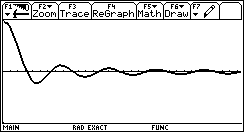 F1 F2 F3 F4 F5 F6 F7
Zoom Trace ReGraph Math Draw
MAIN RAD EXACT FUNC